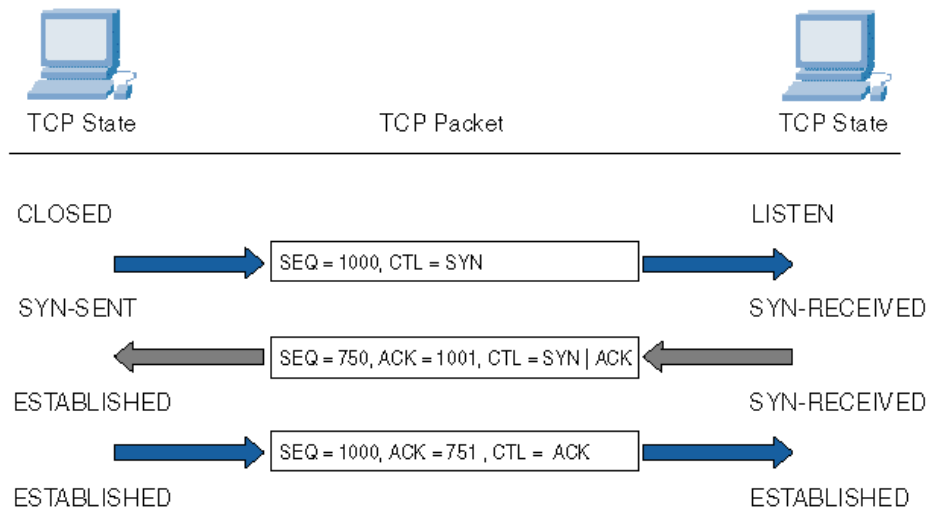 TCP State TCP Packet TCP State
CLOSED LISTEN
SEQ = 1000, CTL = SYN
SYN-SENT SYN-RECEIVED
SEQ = 750, ACK = 1001, CTL = SYN | ACK
ESTABLISHED SYN-RECEIVED
SEQ = 1000, ACK = 751 , CTL = ACK
ESTABLISHED ESTABLISHED